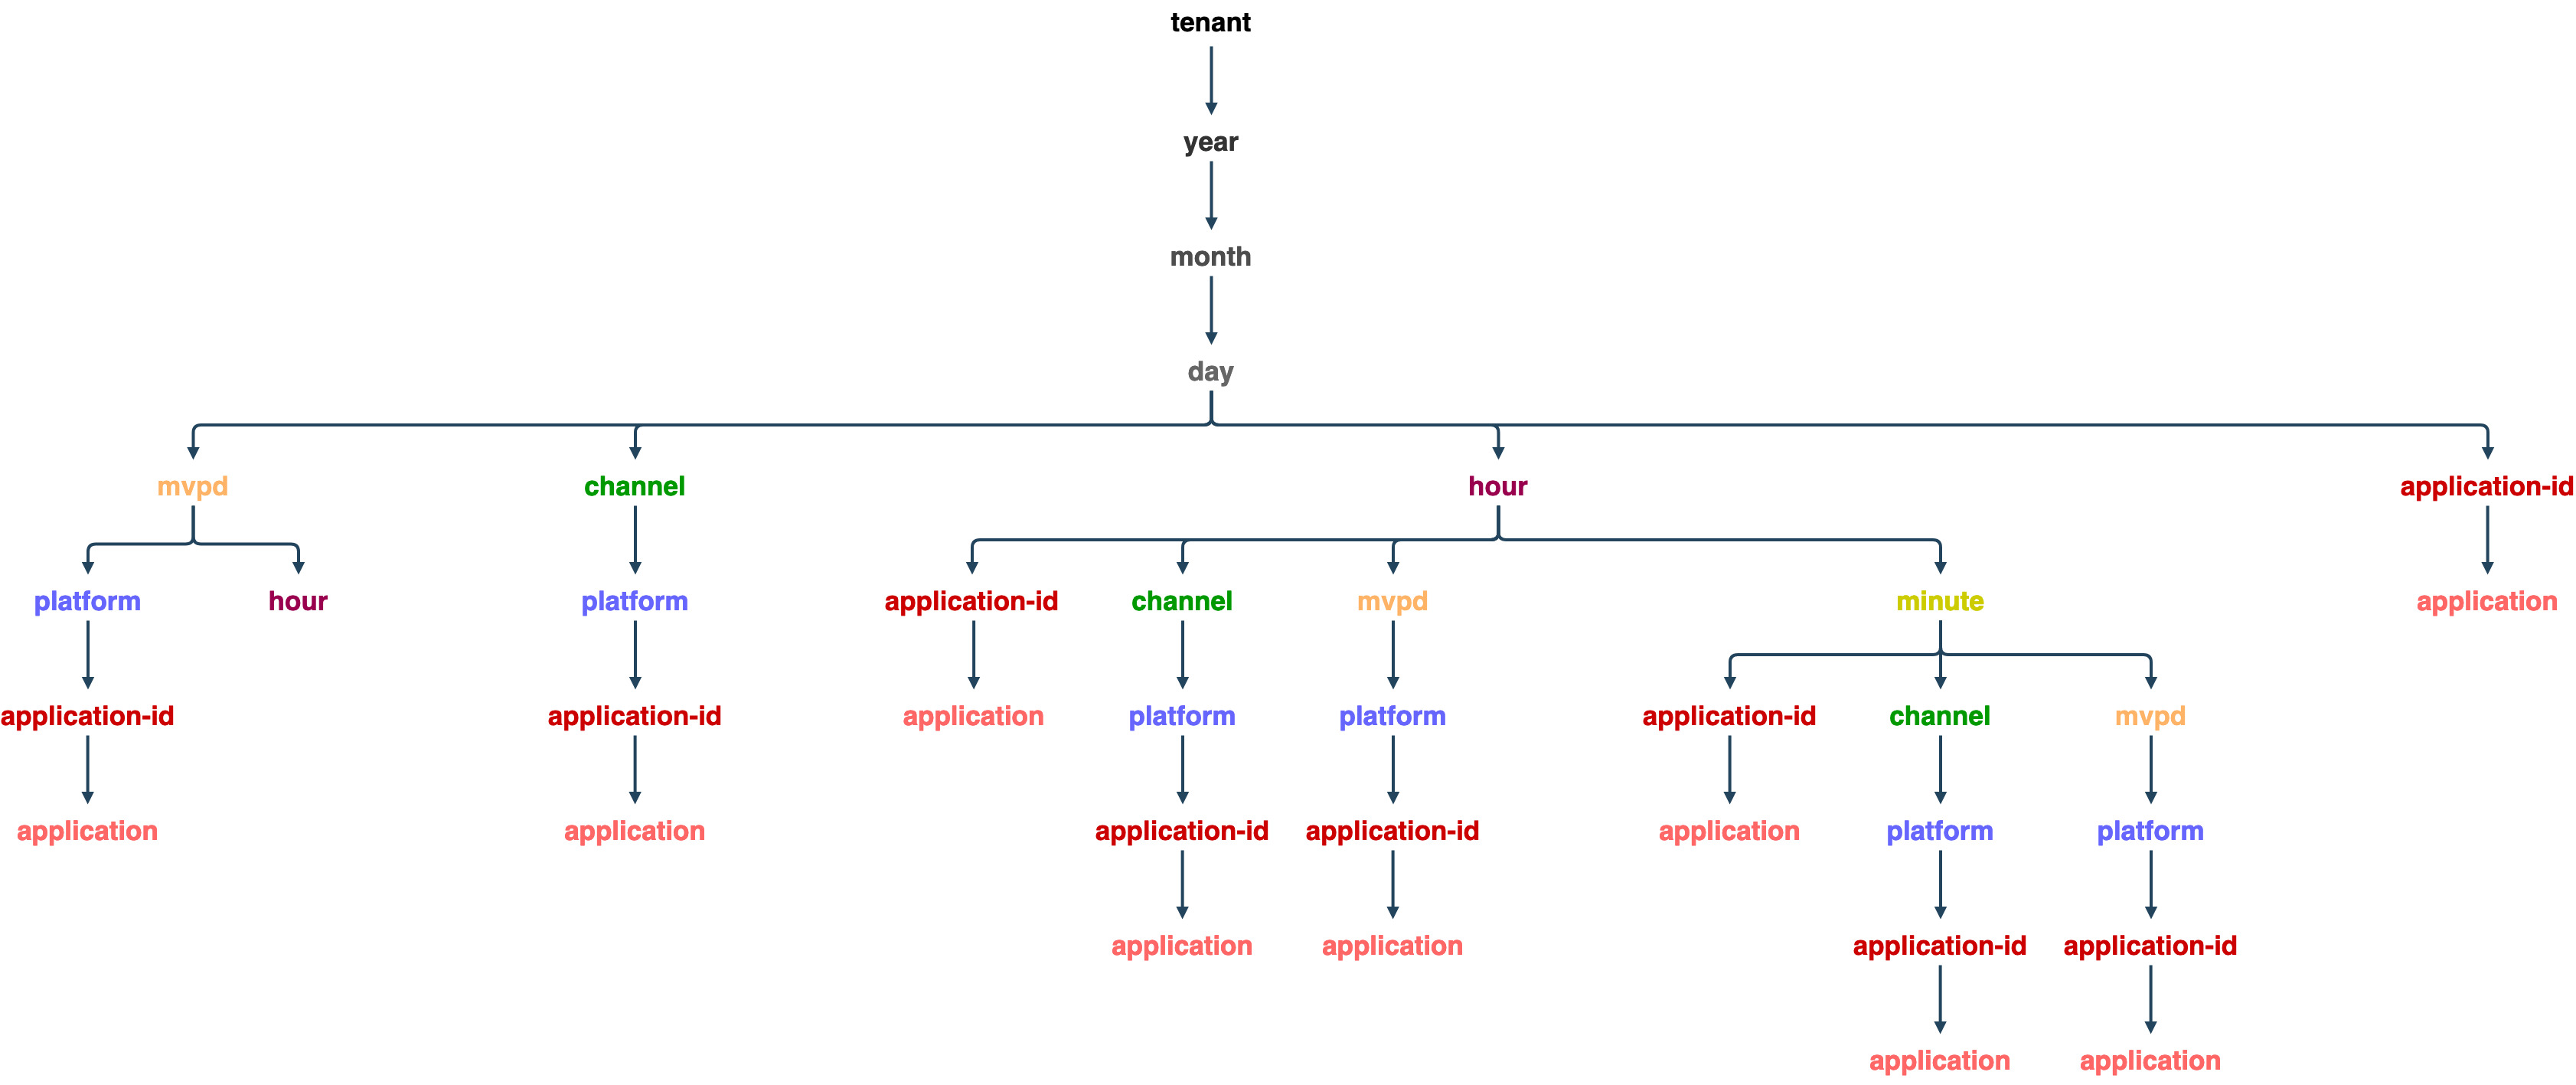 tenant
year
month
day
mvpd channel hour application-id
platform hour platform application-id channel mvpd minute application
application-id application-id application platform platform application-id channel mvpd
application application application-id application-id application platform platform
application application application-id application-id
application application